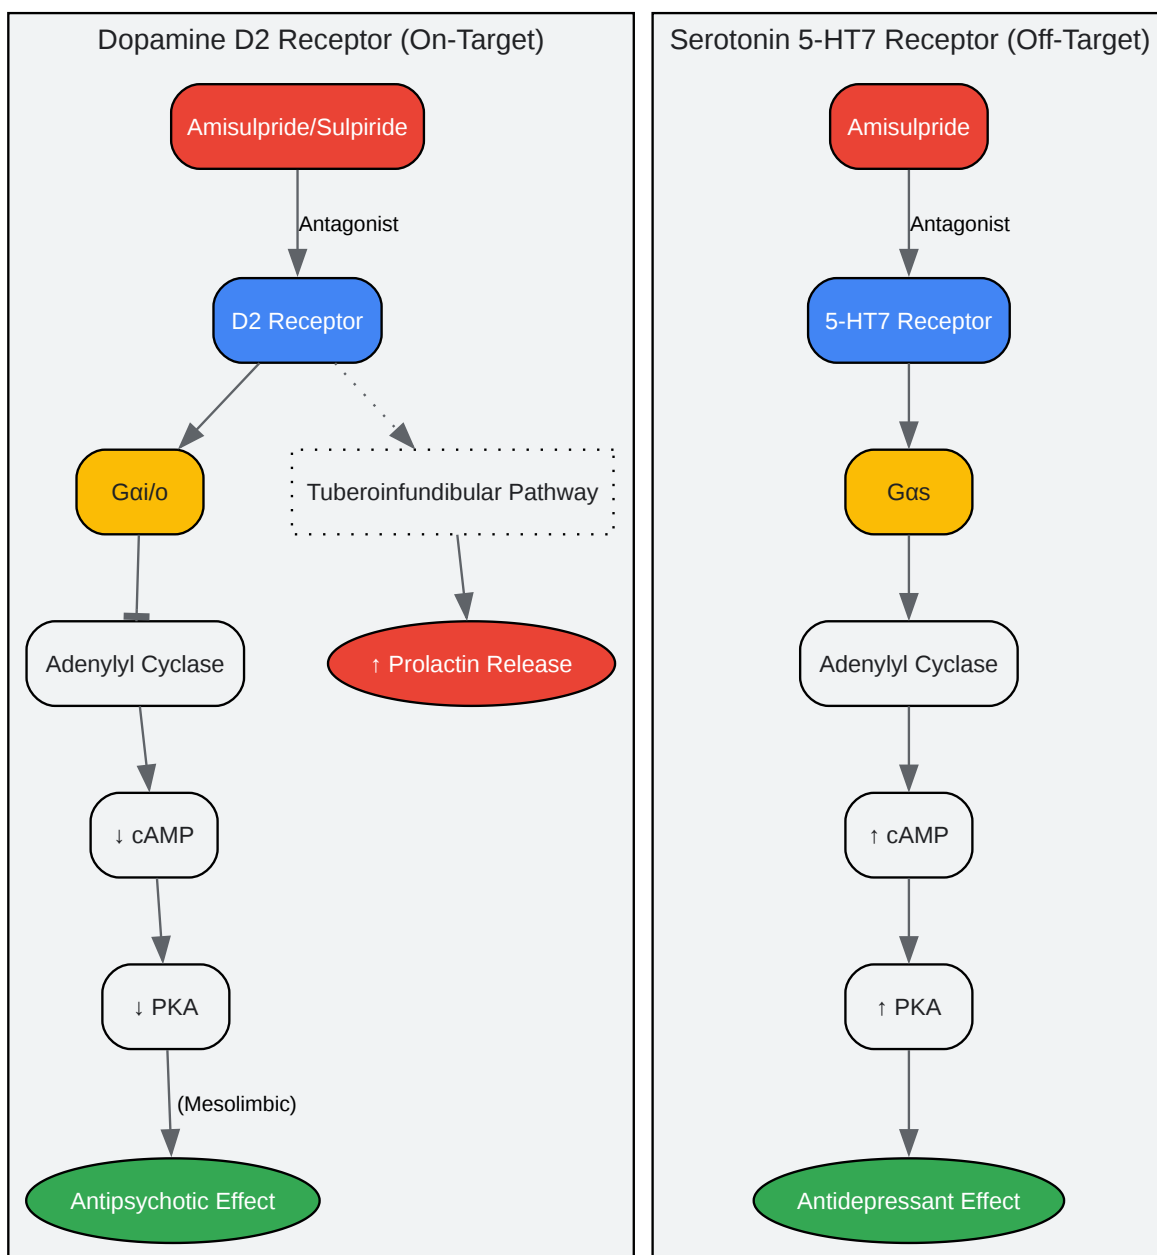 Dopamine D2 Receptor (On-Target)
Amisulpride/Sulpiride
Antagonist
D2 Receptor
Gαi/o
Tuberoinfundibular Pathway
Adenylyl Cyclase
↑ Prolactin Release
↓ cAMP
↓ PKA
(Mesolimbic)
Antipsychotic Effect
Serotonin 5-HT7 Receptor (Off-Target)
Amisulpride
Antagonist
5-HT7 Receptor
Gαs
Adenylyl Cyclase
↑ cAMP
↑ PKA
Antidepressant Effect